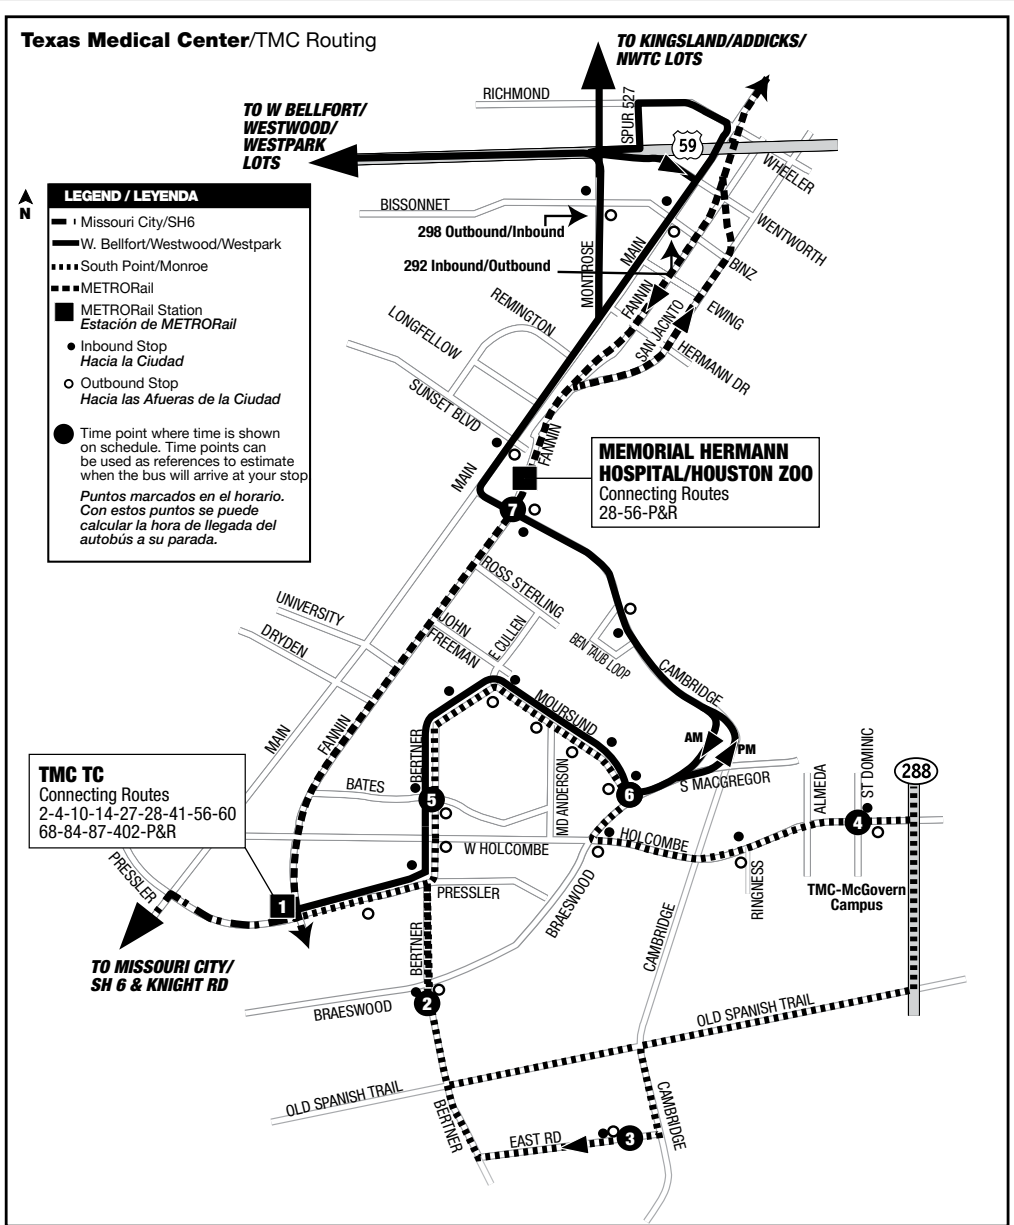 Texas Medical Center/TMC Routing
TO KINGSLAND/ADDICKS/
NWTC LOTS
TO W BELLFORT/
WESTWOOD/
WESTPARK
LOTS
RICHMOND
SPUR 527
59
WHEELER
N
LEGEND / LEYENDA
Missouri City/SH6
W. Bellfort/Westwood/Westpark
South Point/Monroe
METRORail
METRORail Station
Estación de METRORail
Inbound Stop
Hacia la Ciudad
Outbound Stop
Hacia las Afueras de la Ciudad
Time point where time is shown
on schedule. Time points can
be used as references to estimate
when the bus will arrive at your stop
Puntos marcados en el horario.
Con estos puntos se puede
calcular la hora de llegada del
autobús a su parada.
BISSONNET
298 Outbound/Inbound
292 Inbound/Outbound
MONTROSE
MAIN
WENTWORTH
BINZ
FANNIN
SAN JACINTO
EWING
HERMANN DR
REMINGTON
LONGFELLOW
SUNSET BLVD
FANNIN
MAIN
MEMORIAL HERMANN
HOSPITAL/HOUSTON ZOO
Connecting Routes
28-56-P&R
7
ROSS STERLING
UNIVERSITY
DRYDEN
JOHN
FREEMAN
E CULLEN
BEN TAUB LOOP
CAMBRIDGE
MAIN
FANNIN
MOURSUND
AM
PM
S MACGREGOR
TMC TC
Connecting Routes
2-4-10-14-27-28-41-56-60
68-84-87-402-P&R
BATES
BERTNER
5
MD ANDERSON
6
ALMEDA
ST DOMINIC
288
4
W HOLCOMBE
HOLCOMBE
PRESSLER
PRESSLER
1
BRAESWOOD
RINGNESS
TMC-McGovern
Campus
TO MISSOURI CITY/
SH 6 & KNIGHT RD
BERTNER
CAMBRIDGE
BRAESWOOD
2
OLD SPANISH TRAIL
OLD SPANISH TRAIL
BERTNER
EAST RD
3
CAMBRIDGE